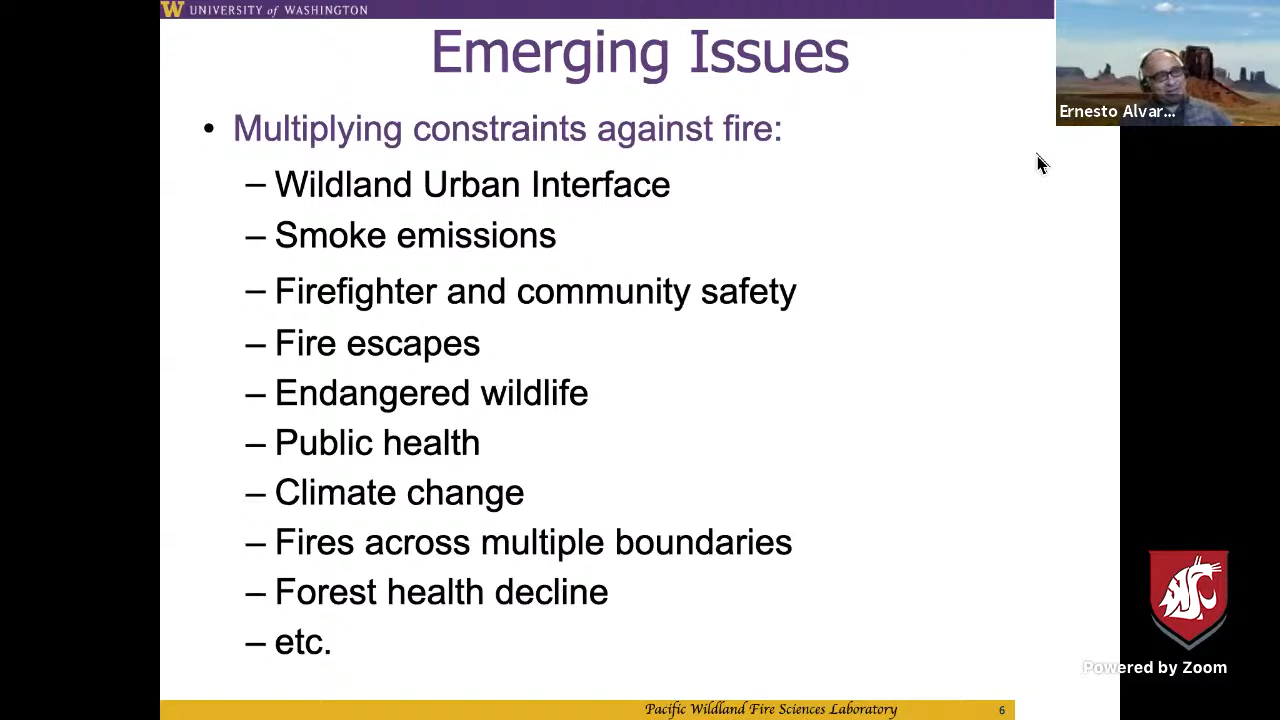 W UNIVERSITY of WASHINGTON
Emerging Issues
Ernesto Alvar...
• Multiplying constraints against fire:
– Wildland Urban Interface
– Smoke emissions
– Firefighter and community safety
– Fire escapes
– Endangered wildlife
– Public health
– Climate change
– Fires across multiple boundaries
– Forest health decline
– etc.
Powered by Zoom
Pacific Wildland Fire Sciences Laboratory
6